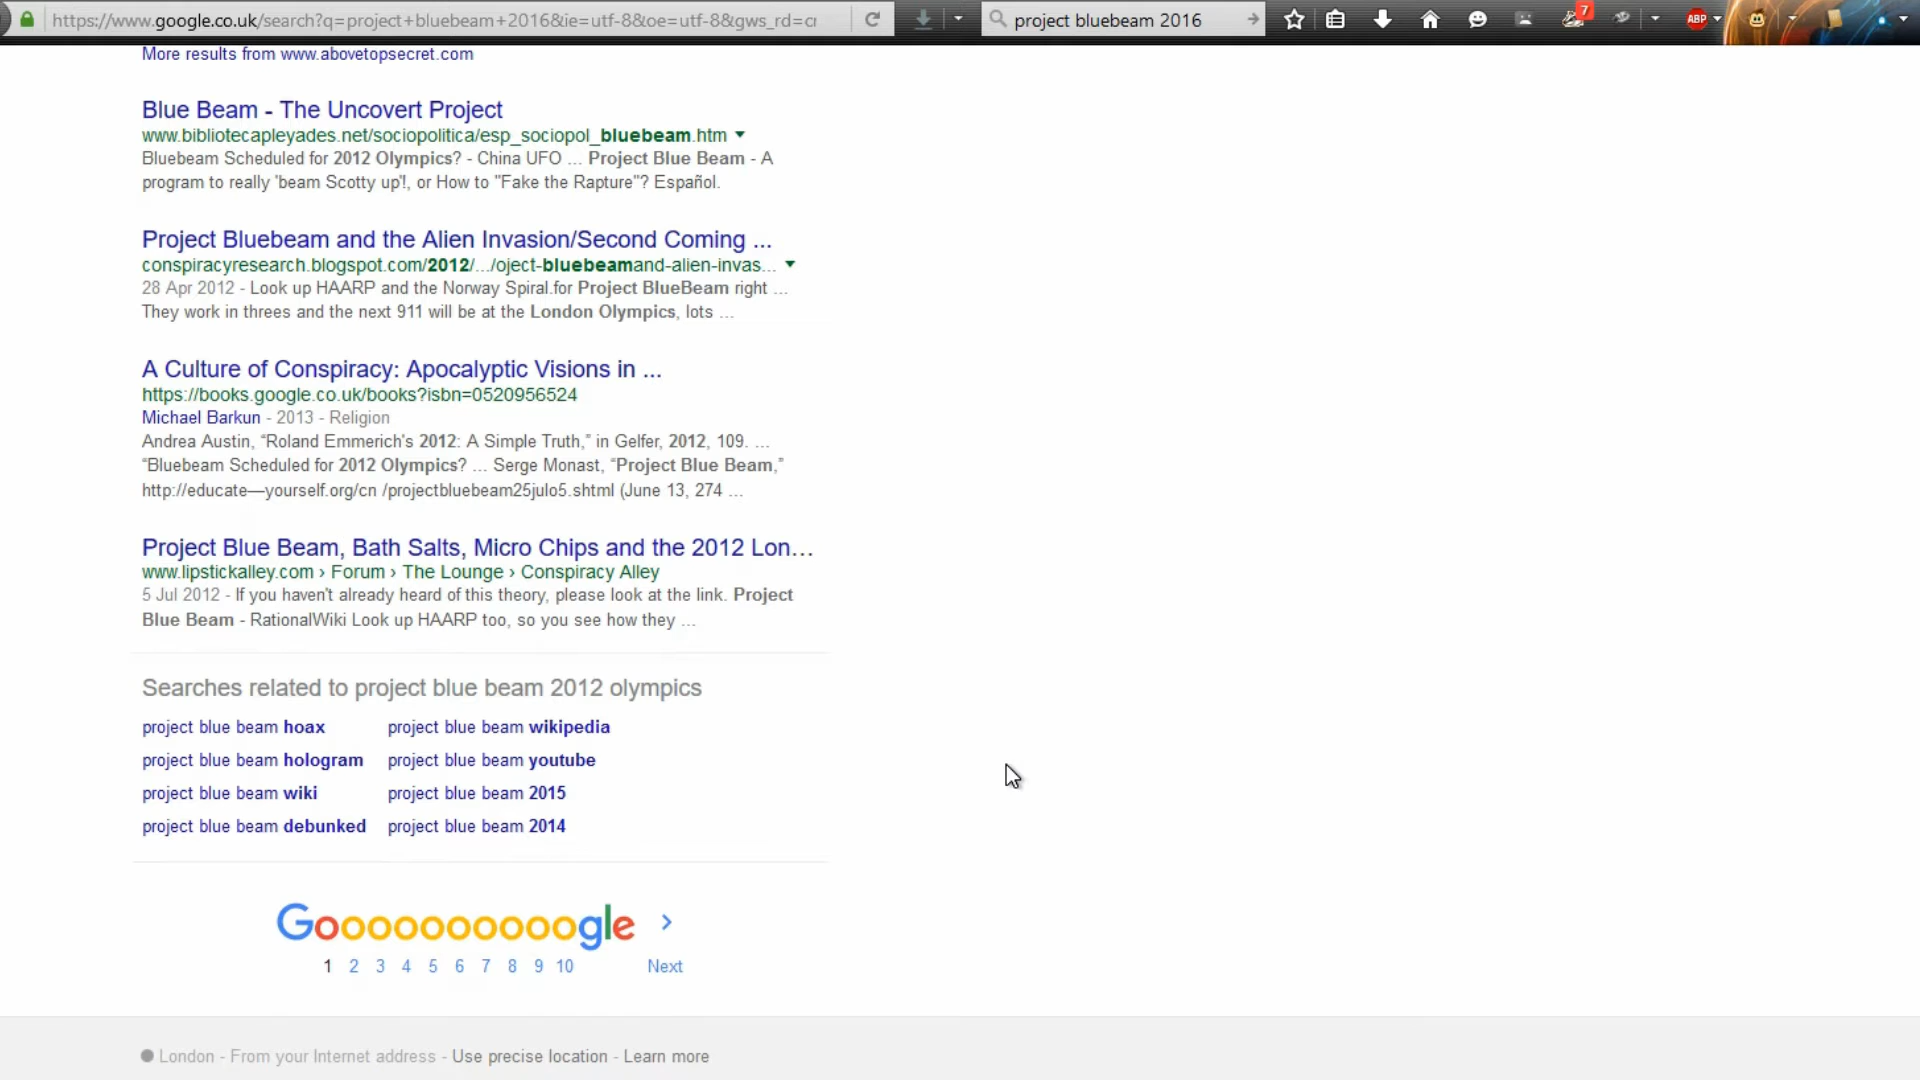 https://www.google.co.uk/search?q=project+bluebeam+2016&ie=utf-8&oe=utf-8&gws_rd=cr
project bluebeam 2016
7
ABP
More results from www.abovetopsecret.com
Blue Beam - The Uncovert Project
www.bibliotecapleyades.net/sociopolitica/esp_sociopol_bluebeam.htm
Bluebeam Scheduled for 2012 Olympics? - China UFO ... Project Blue Beam - A
program to really 'beam Scotty up'!, or How to "Fake the Rapture"? Español.
Project Bluebeam and the Alien Invasion/Second Coming ...
conspiracyresearch.blogspot.com/2012/.../oject-bluebeamand-alien-invas...
28 Apr 2012 - Look up HAARP and the Norway Spiral.for Project BlueBeam right ...
They work in threes and the next 911 will be at the London Olympics, lots ...
A Culture of Conspiracy: Apocalyptic Visions in ...
https://books.google.co.uk/books?isbn=0520956524
Michael Barkun - 2013 - Religion
Andrea Austin, “Roland Emmerich's 2012: A Simple Truth,” in Gelfer, 2012, 109. ...
“Bluebeam Scheduled for 2012 Olympics? ... Serge Monast, “Project Blue Beam,”
http://educate—yourself.org/cn /projectbluebeam25julo5.shtml (June 13, 274 ...
Project Blue Beam, Bath Salts, Micro Chips and the 2012 Lon...
www.lipstickalley.com › Forum › The Lounge › Conspiracy Alley
5 Jul 2012 - If you haven't already heard of this theory, please look at the link. Project
Blue Beam - RationalWiki Look up HAARP too, so you see how they ...
Searches related to project blue beam 2012 olympics
project blue beam hoax project blue beam wikipedia
project blue beam hologram project blue beam youtube
project blue beam wiki project blue beam 2015
project blue beam debunked project blue beam 2014
Goooooooooogle
1 2 3 4 5 6 7 8 9 10 Next
London - From your Internet address - Use precise location - Learn more